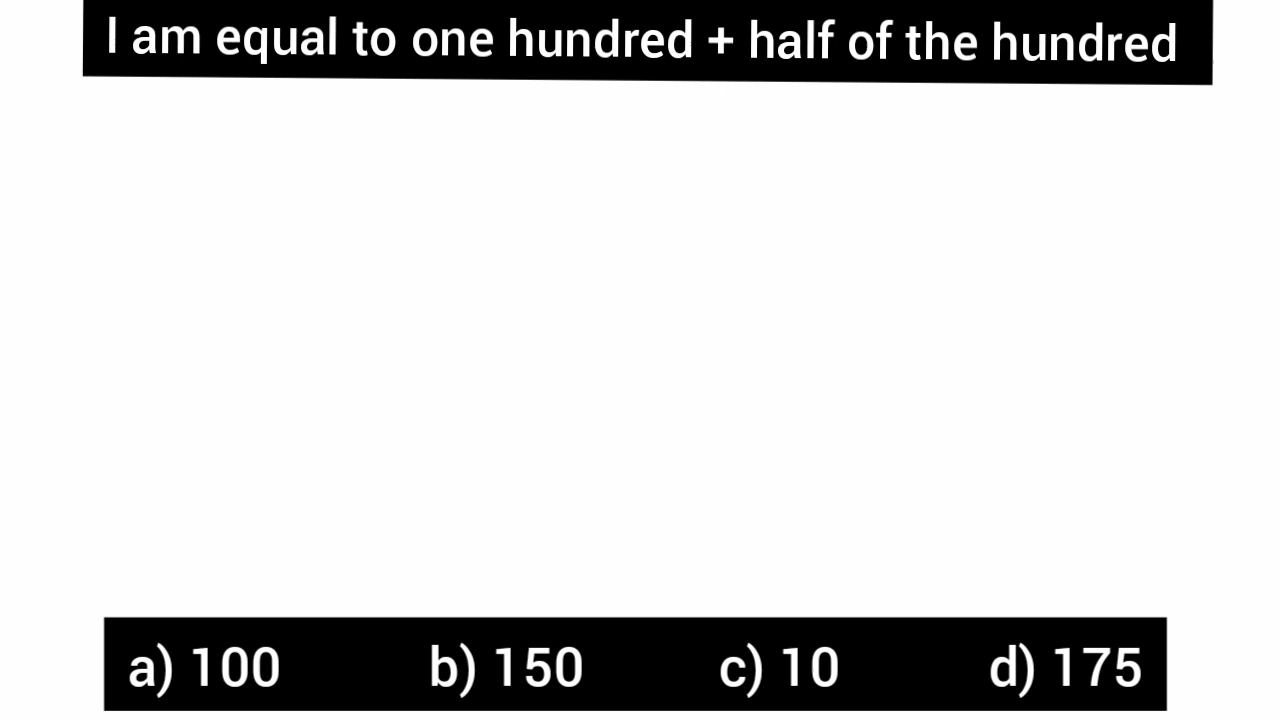 I am equal to one hundred + half of the hundred
a) 100 b) 150 c) 10 d) 175